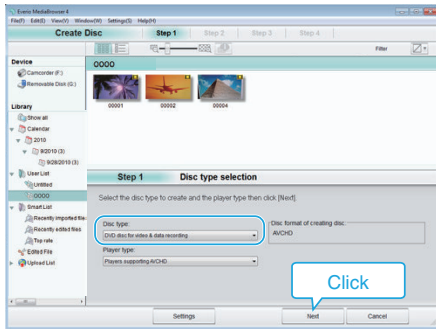 Everio MediaBrowser 4
File(F) Edit(E) View(V) Window(W) Settings(S) Help(H)
Create Disc
Step 1
Step 2
Step 3
Step 4
Filter
Device
Camcorder (F:)
Removable Disk (G:)
Library
Show all
Calendar
2010
9/2010 (3)
9/28/2010 (3)
User List
Untitled
0000
Smart List
Recently imported file
Recently edited files
Top rate
Edited File
Upload List
0000
00001
00002
00004
Step 1
Disc type selection
Select the disc type to create and the player type then click [Next]
Disc type:
DVD disc for video & data recording
Player type:
Players supporting AVCHD
Disc format of creating disc:
AVCHD
Click
Settings
Next
Cancel